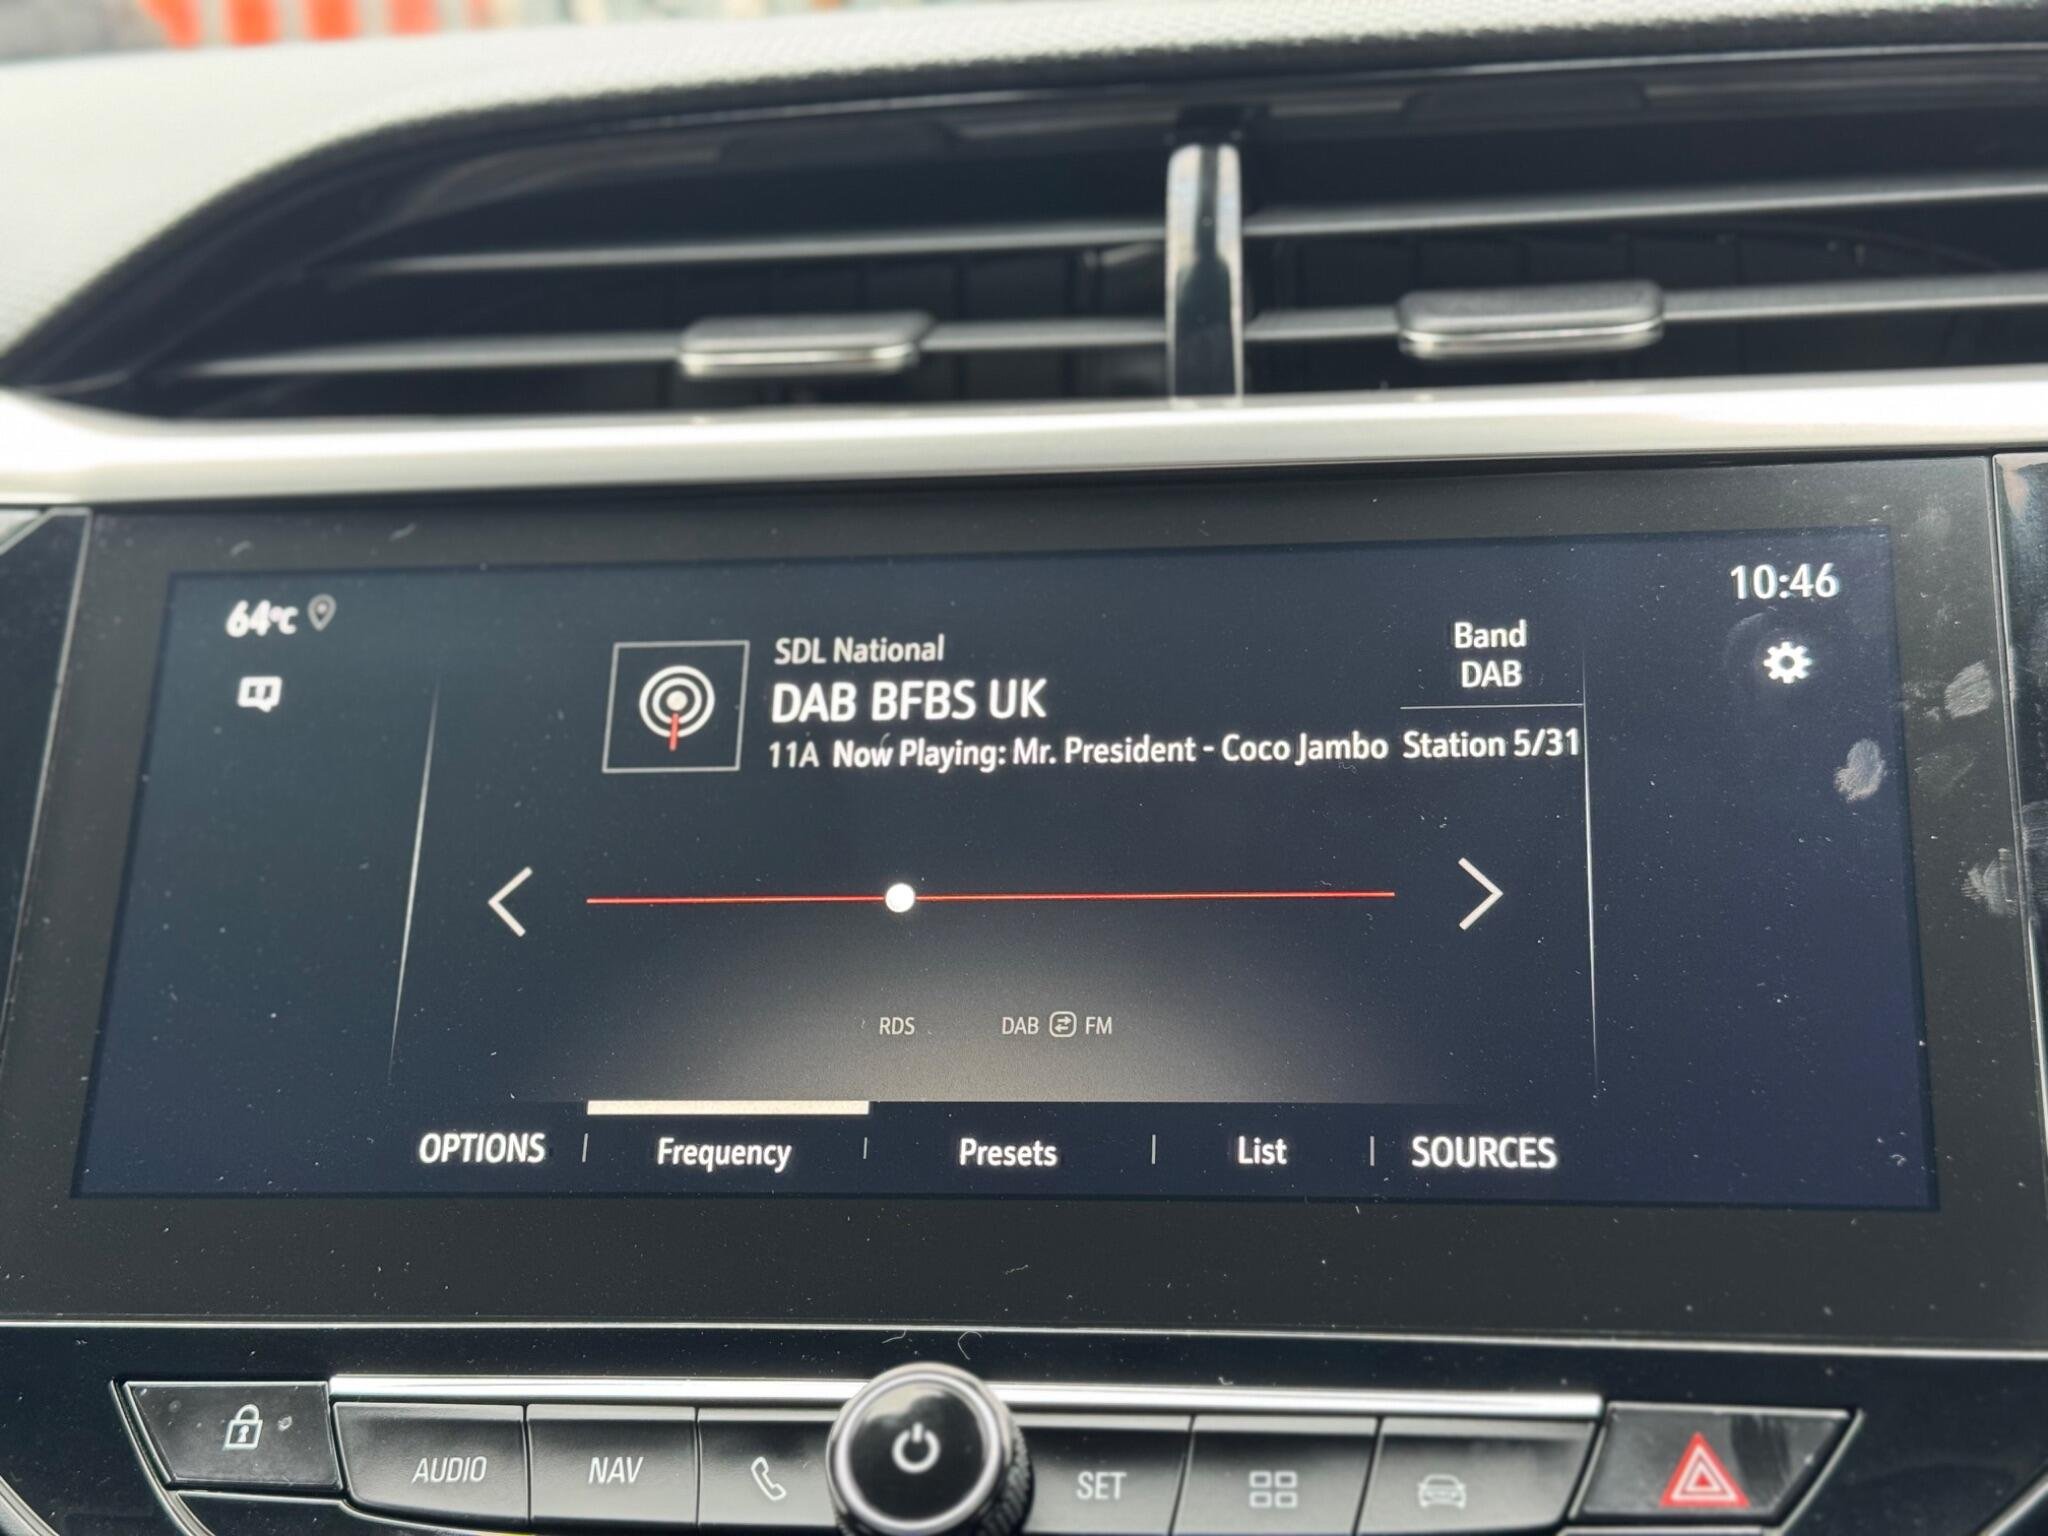 64°C
10:46
SDL National
DAB BFBS UK
11A Now Playing: Mr. President - Coco Jambo
Band
DAB
Station 5/31
RDS DAB FM
OPTIONS Frequency Presets List SOURCES
AUDIO NAV SET